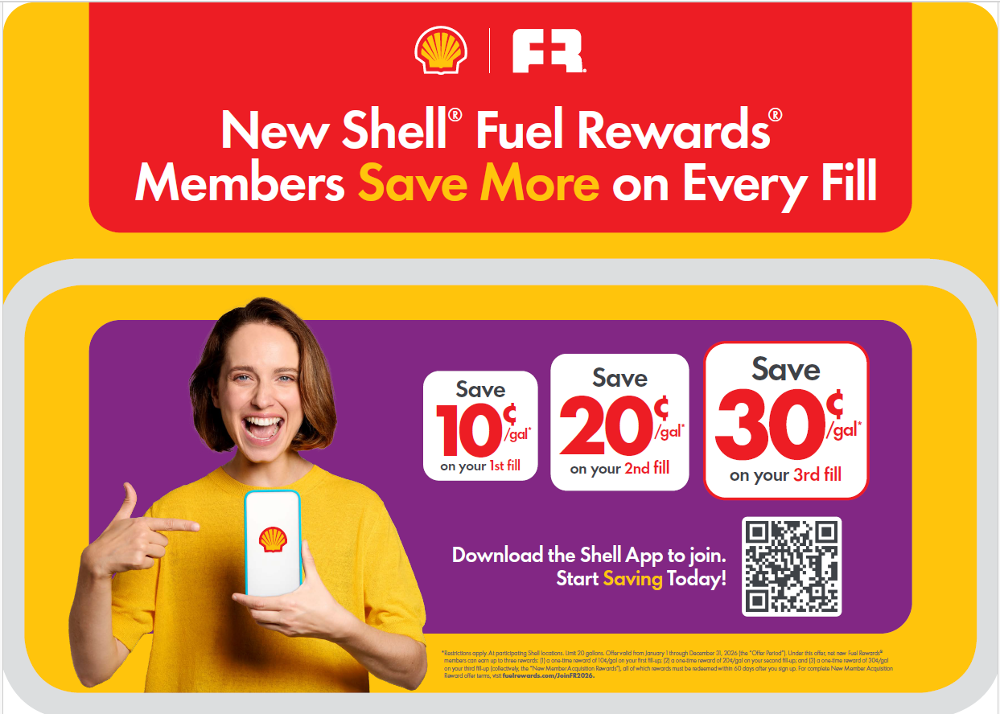 FR.
New Shell® Fuel Rewards®
Members Save More on Every Fill
Save
10¢/gal*
on your 1st fill
Save
20¢/gal*
on your 2nd fill
Save
30¢/gal*
on your 3rd fill
Download the Shell App to join.
Start Saving Today!
*Restrictions apply. At participating Shell locations. Limit 20 gallons. Offer valid from January 1 through December 31, 2026 (the "Offer Period"). Under this offer, net new Fuel Rewards®
members can earn up to three rewards: (1) a one-time reward of 10¢/gal on your first fill-up; (2) a one-time reward of 20¢/gal on your second fill-up; and (3) a one-time reward of 30¢/gal
on your third fill-up (collectively, the "New Member Acquisition Rewards"), all of which rewards must be redeemed within 60 days after you sign up. For complete New Member Acquisition
Reward offer terms, visit fuelrewards.com/JoinFR2026.